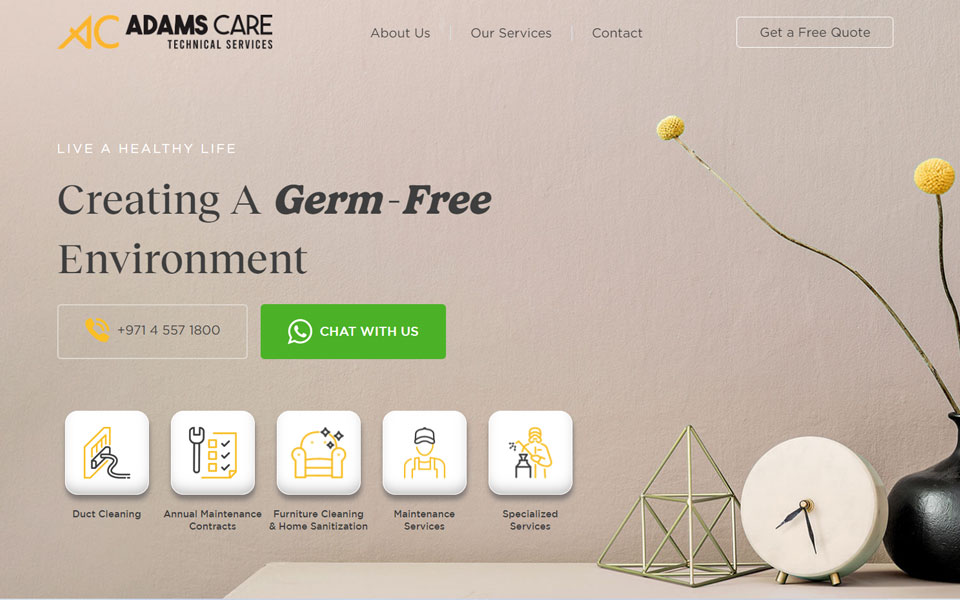 AC ADAMS CARE
TECHNICAL SERVICES
About Us
Our Services
Contact
Get a Free Quote
LIVE A HEALTHY LIFE
Creating A Germ-Free
Environment
+971 4 557 1800
CHAT WITH US
Duct Cleaning
Annual Maintenance
Contracts
Furniture Cleaning
& Home Sanitization
Maintenance
Services
Specialized
Services